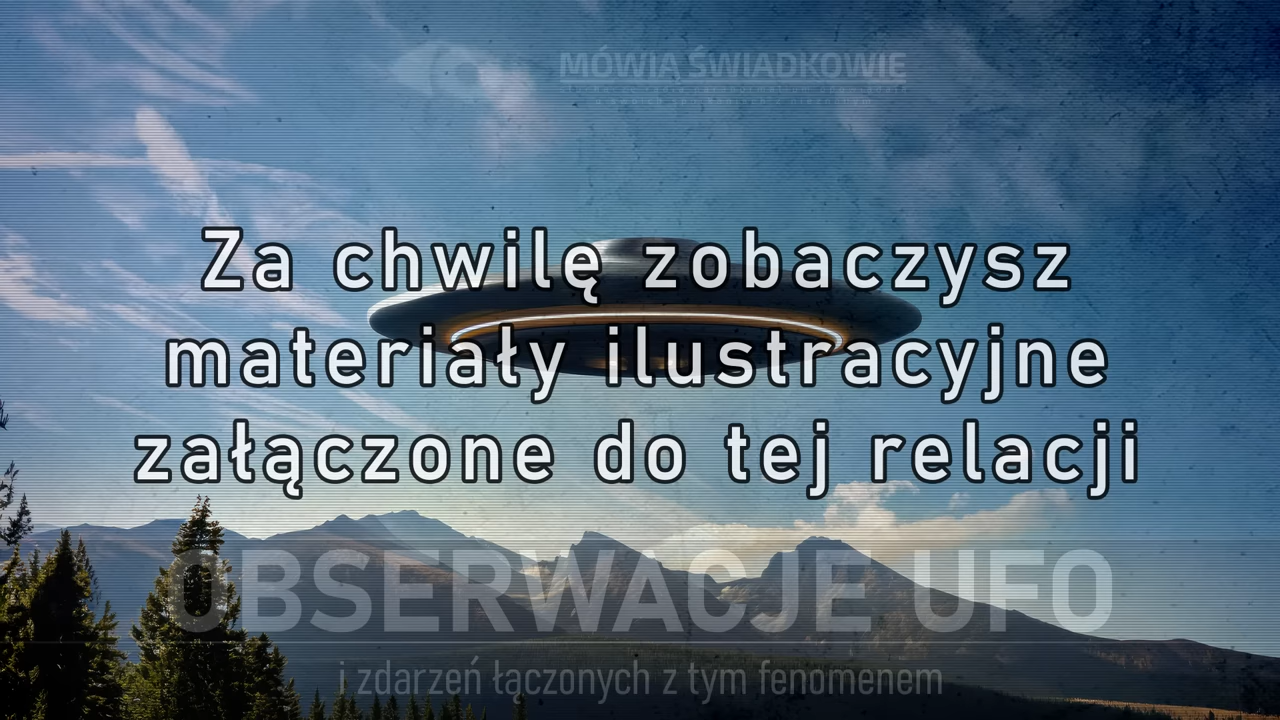 MÓWIĄ ŚWIADKOWIE
Za chwilę zobaczysz
materiały ilustracyjne
załączone do tej relacji
OBSERWACJE UFO
i zdarzeń łączonych z tym fenomenem